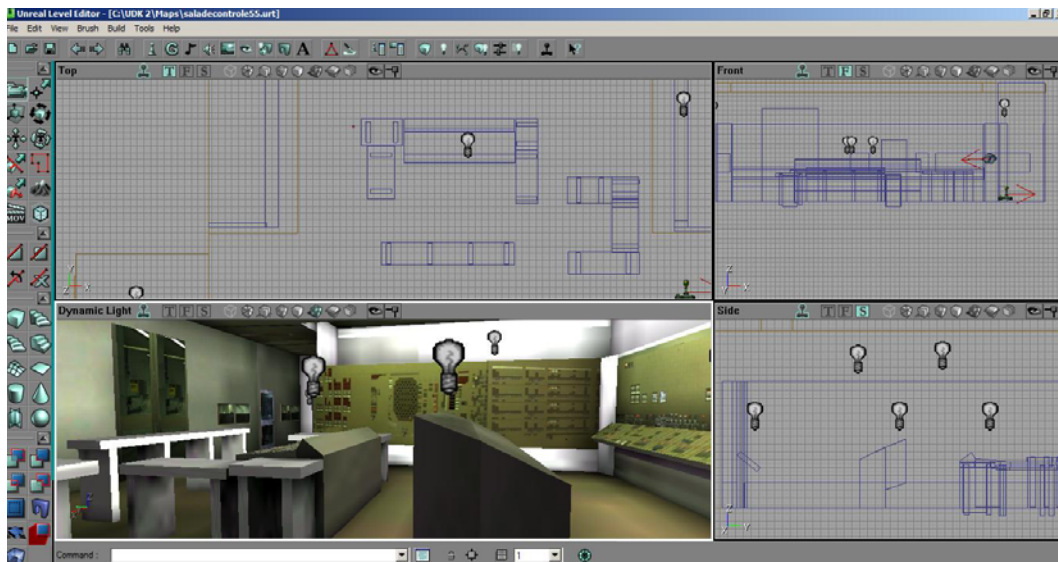 Unreal Level Editor - [C:\UDK 2\Maps\saladecontrole55.urt]
File Edit View Brush Build Tools Help
Top T F S
Front T F S
MOV
Y X
Z
Dynamic Light T F S
Side T F S
Z Y
Command : 1